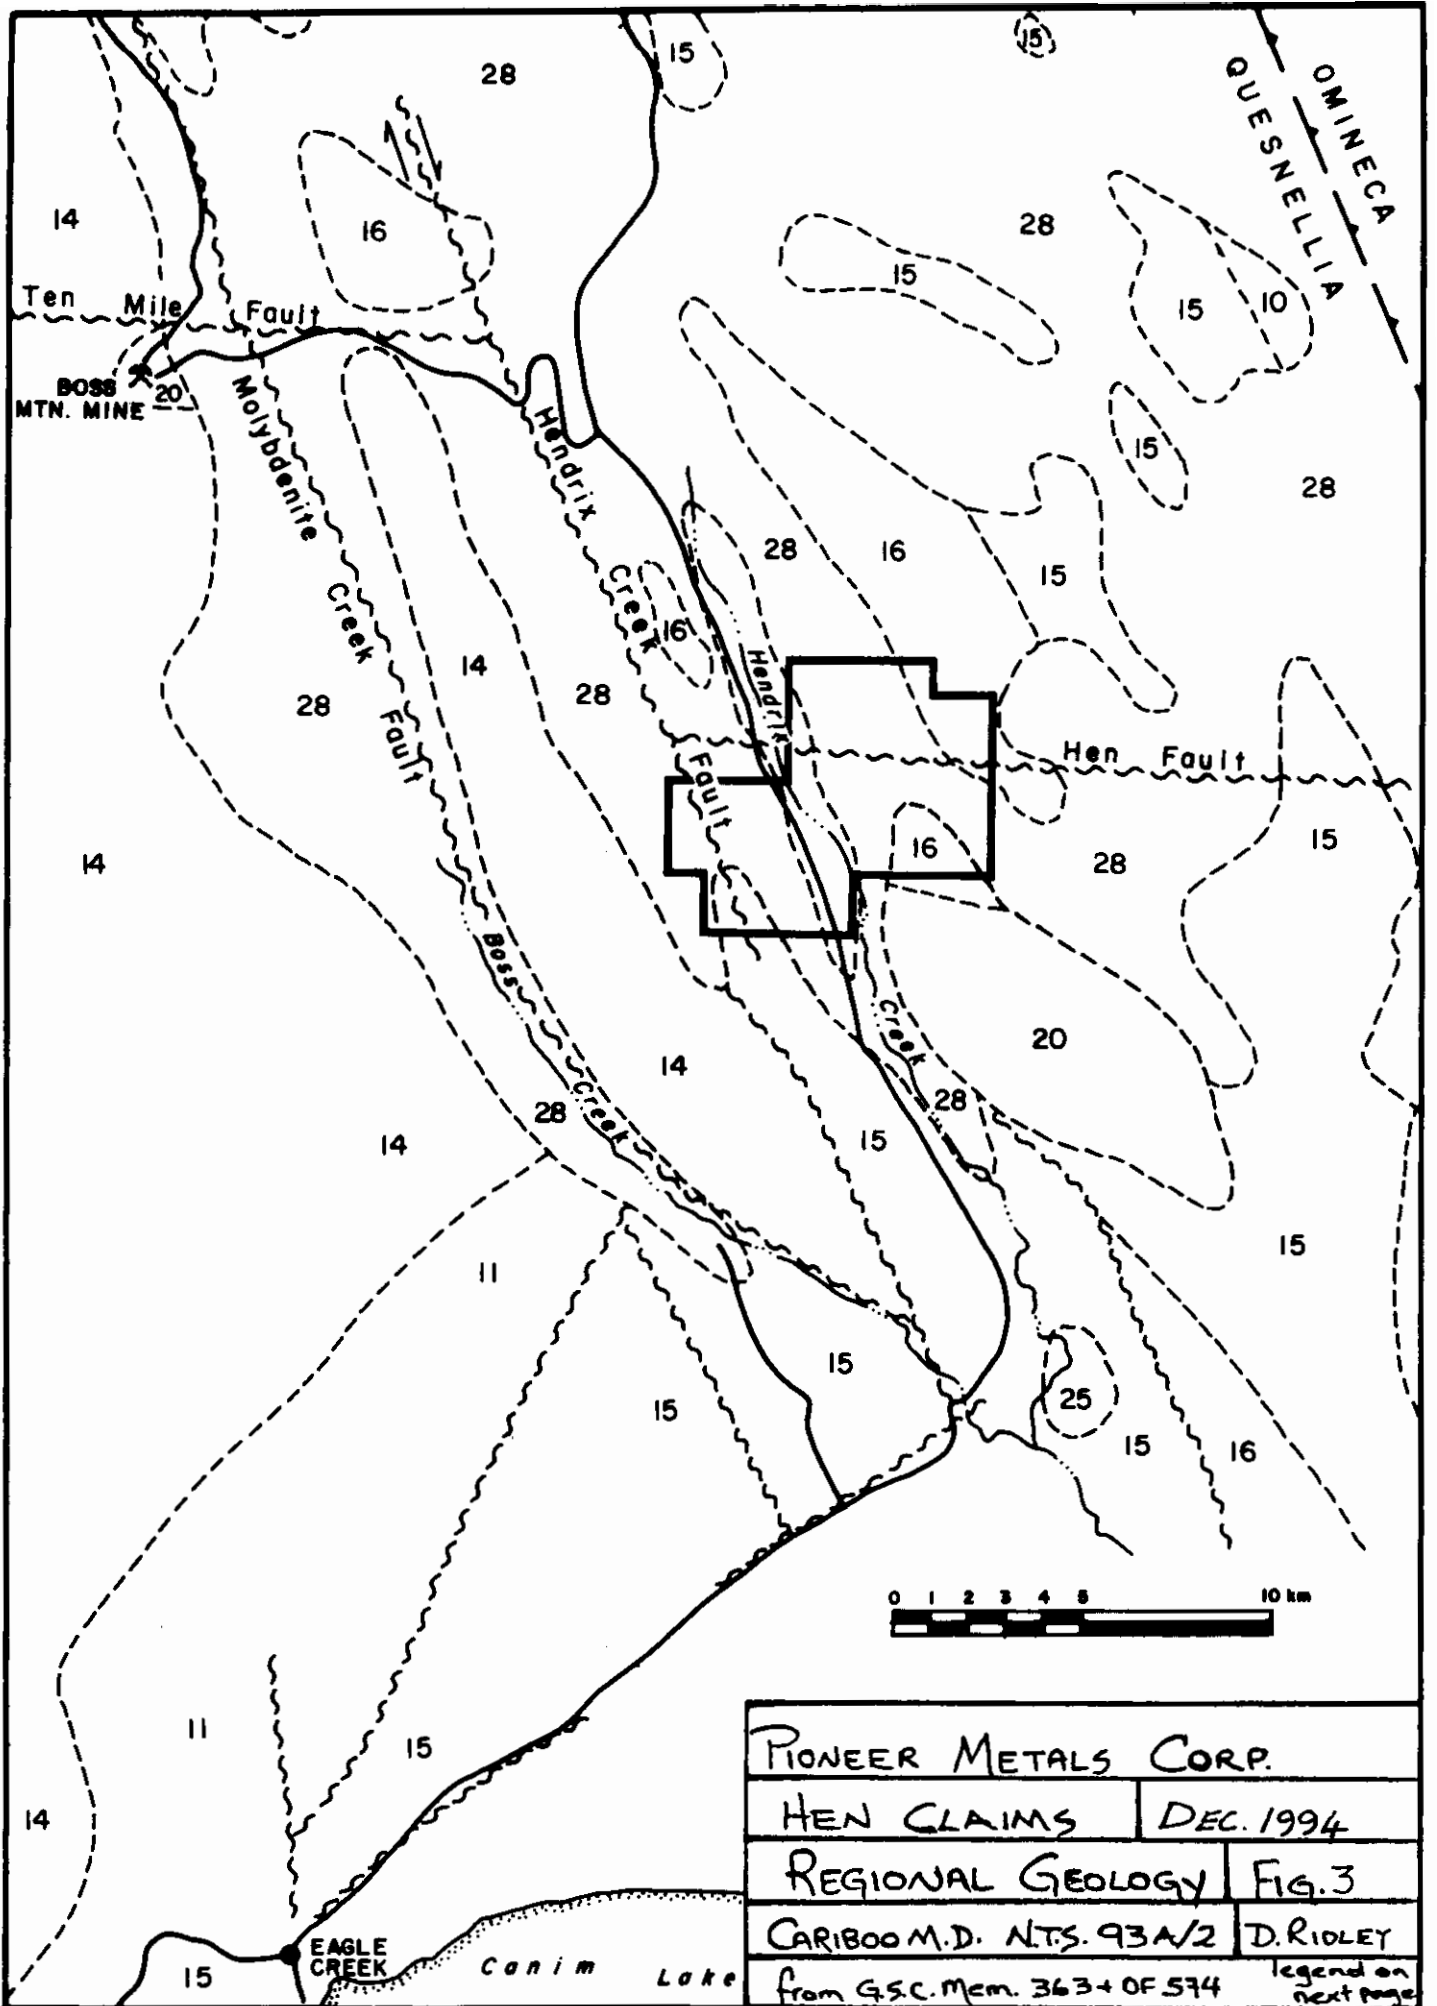 15
15
28
OMINECA
QUESNELLIA
14
16
28
15
15
10
Ten Mile Fault
BOSS
MTN. MINE
20
Molybdenite Creek Fault
Hendrix Creek Fault
15
28
28
16
15
16
14
28
28
Hendrix
Hen Fault
14
16
28
15
Boss Creek
Creek
20
14
28
14
28
15
15
11
15
15
25
15
16
0 1 2 3 4 5 10 km
11
15
14
15
EAGLE
CREEK
Canim Lake
PIONEER METALS CORP.
HEN CLAIMS DEC. 1994
REGIONAL GEOLOGY FIG. 3
CARIBOO M.D. N.T.S. 93A/2 D. RIDLEY
from G.S.C. Mem. 363 + OF 574 legend on
next page